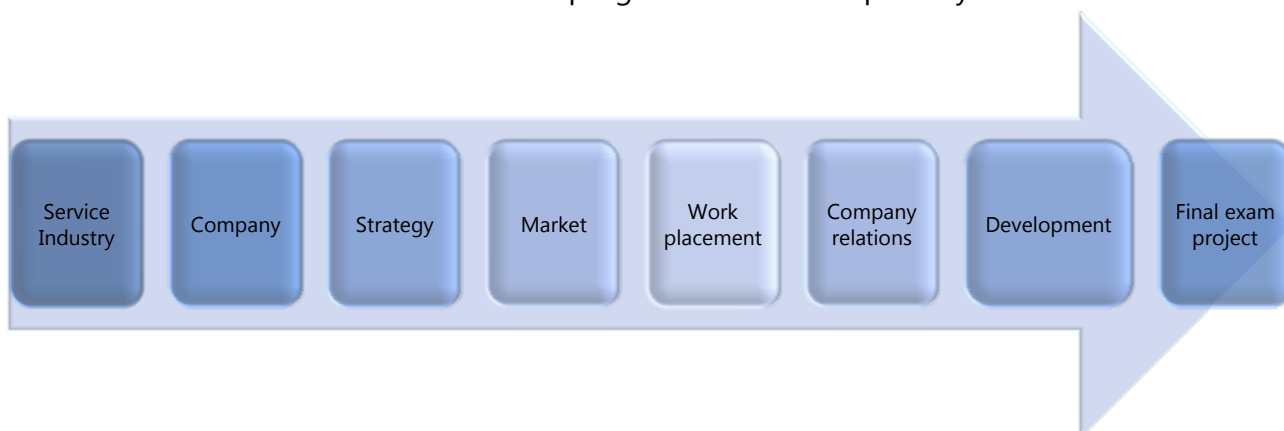 Service
Industry
Company
Strategy
Market
Work
placement
Company
relations
Development
Final exam
project